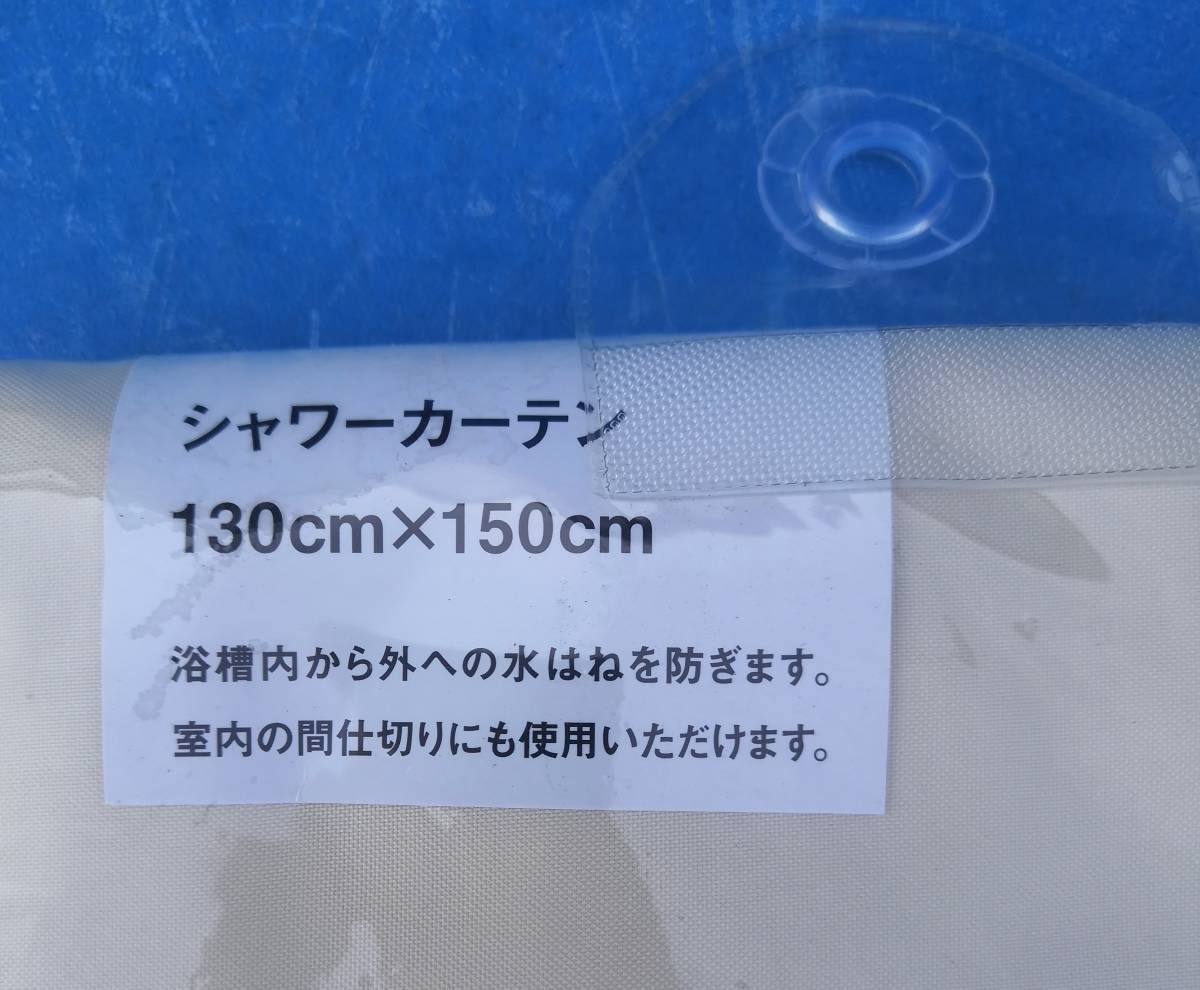 シャワーカーテン
130cm×150cm
浴槽内から外への水はねを防ぎます。
室内の間仕切りにも使用いただけます。